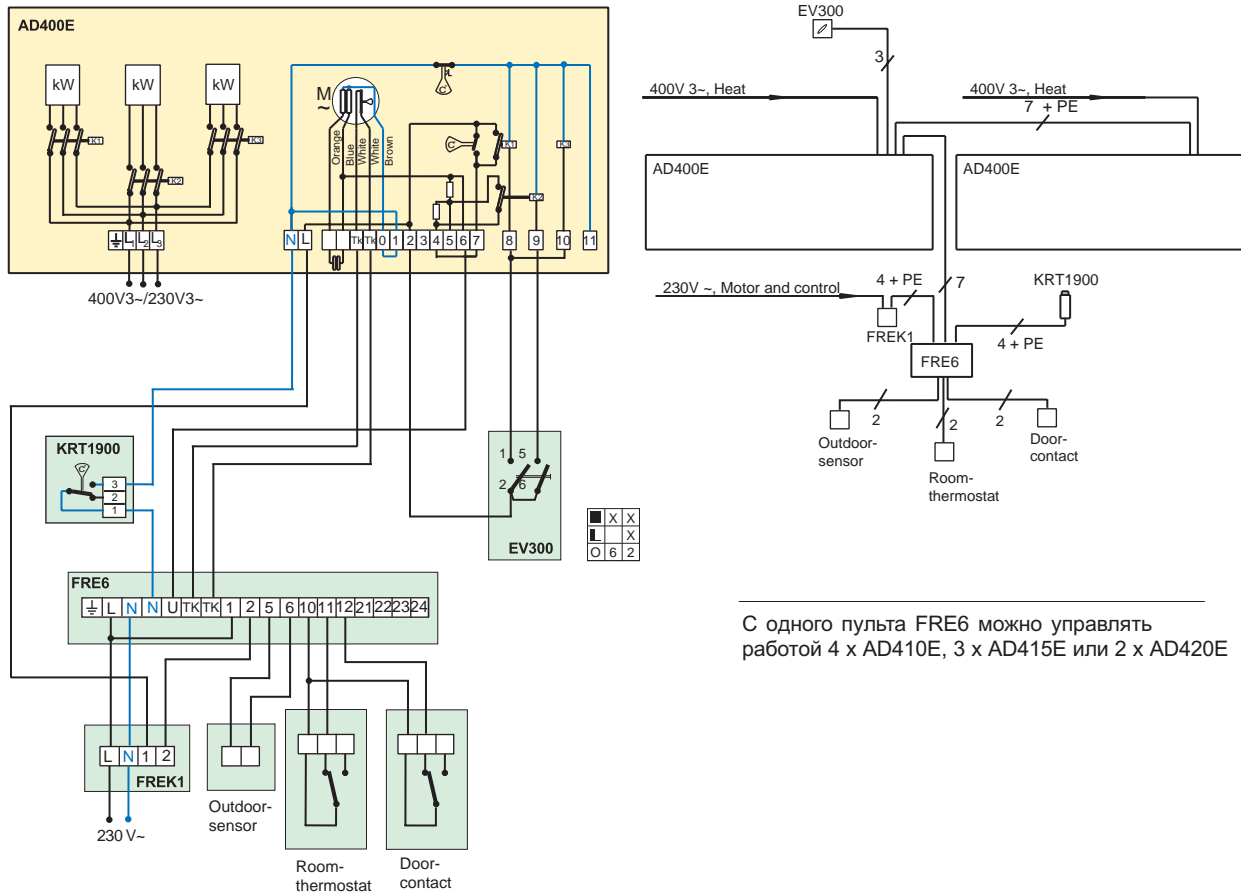 AD400E
kW
kW
kW
K1
K3
K2
M
~
C
Orange
Blue
White
White
Brown
C
K1
K3
K2
L1 L2 L3
N L
Tk Tk 0 1 2 3 4 5 6 7
8
9
10
11
400V3~/230V3~
KRT1900
C
3
2
1
1 5
2 6
EV300
X X
X
O 6 2
FRE6
L N N U TK TK 1 2 5 6 10 11 12 21 22 23 24
L N 1 2
FREK1
230 V~
Outdoor-
sensor
Room-
thermostat
Door-
contact
EV300
3
400V 3~, Heat
400V 3~, Heat
7 + PE
AD400E
AD400E
230V ~, Motor and control
4 + PE
7
KRT1900
FREK1
4 + PE
FRE6
2
2
2
Outdoor-
sensor
Room-
thermostat
Door-
contact
С одного пульта FRE6 можно управлять
работой 4 x AD410E, 3 x AD415E или 2 x AD420E